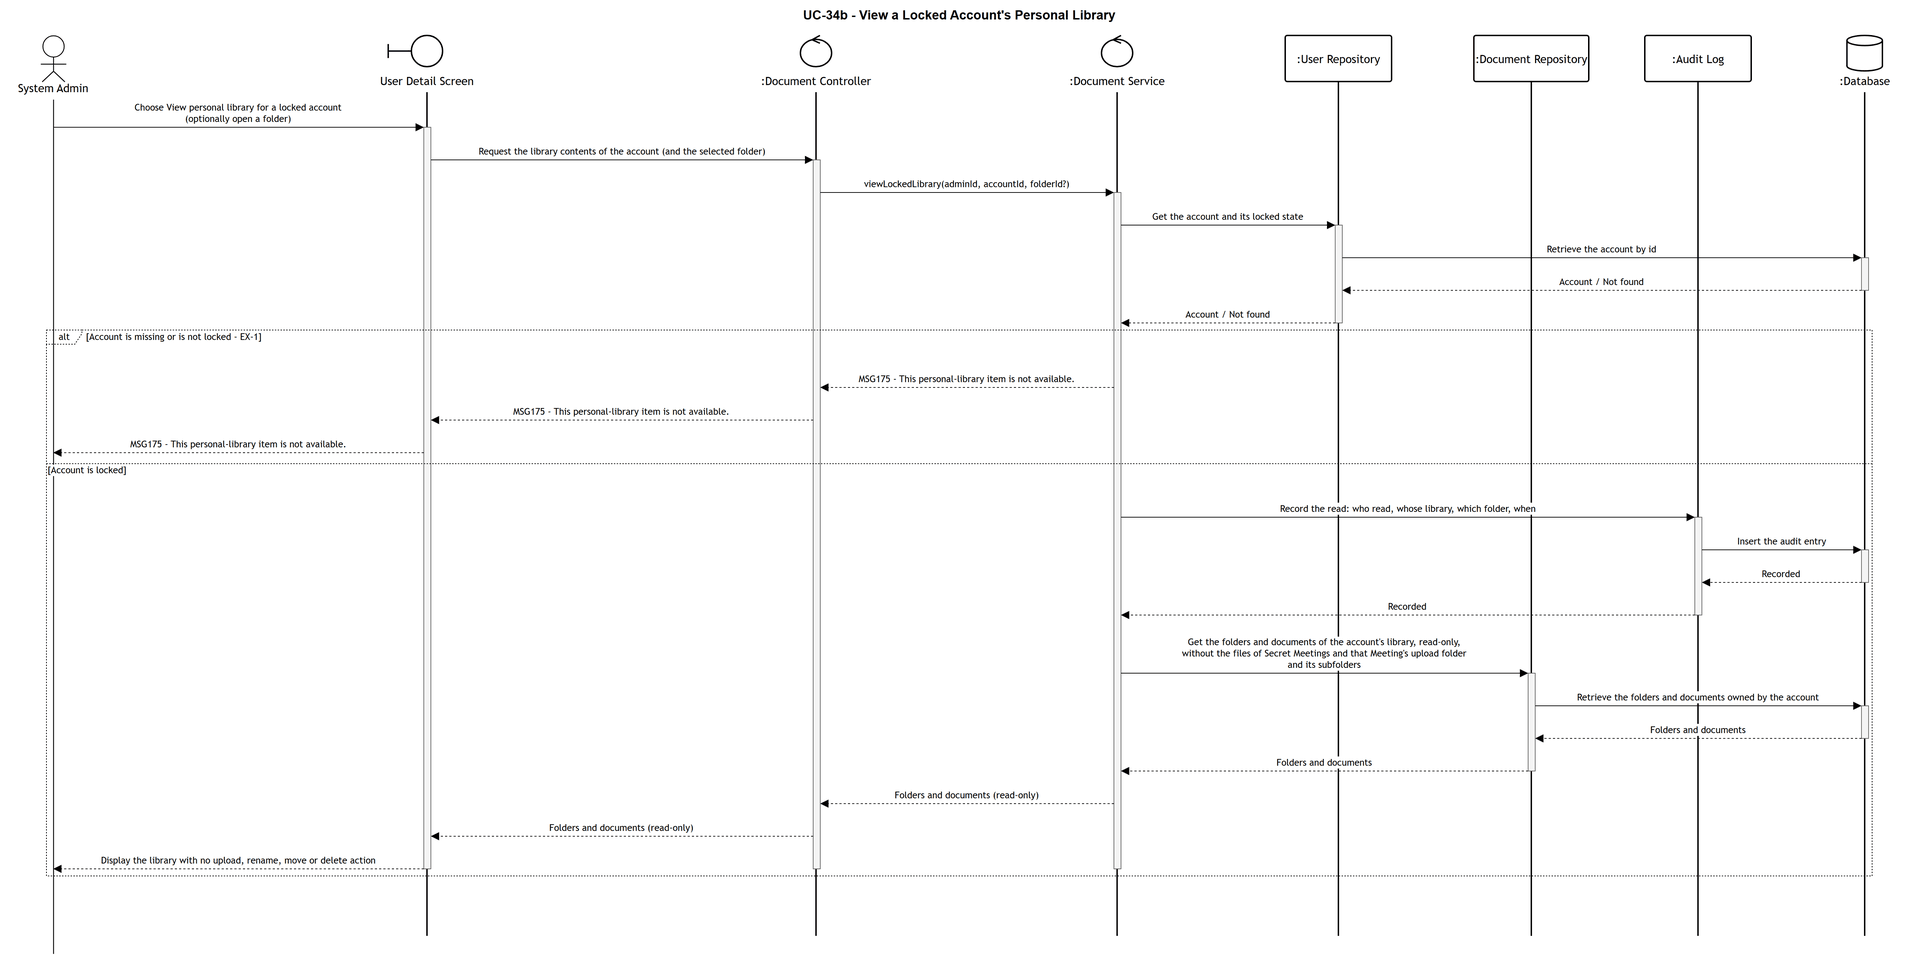 UC-34b - View a Locked Account's Personal Library
System Admin
User Detail Screen
:Document Controller
:Document Service
:User Repository
:Document Repository
:Audit Log
:Database
Choose View personal library for a locked account
(optionally open a folder)
Request the library contents of the account (and the selected folder)
viewLockedLibrary(adminId, accountId, folderId?)
Get the account and its locked state
Retrieve the account by id
Account / Not found
Account / Not found
alt
[Account is missing or is not locked - EX-1]
MSG175 - This personal-library item is not available.
MSG175 - This personal-library item is not available.
MSG175 - This personal-library item is not available.
[Account is locked]
Record the read: who read, whose library, which folder, when
Insert the audit entry
Recorded
Recorded
Get the folders and documents of the account's library, read-only,
without the files of Secret Meetings and that Meeting's upload folder
and its subfolders
Retrieve the folders and documents owned by the account
Folders and documents
Folders and documents
Folders and documents (read-only)
Folders and documents (read-only)
Display the library with no upload, rename, move or delete action